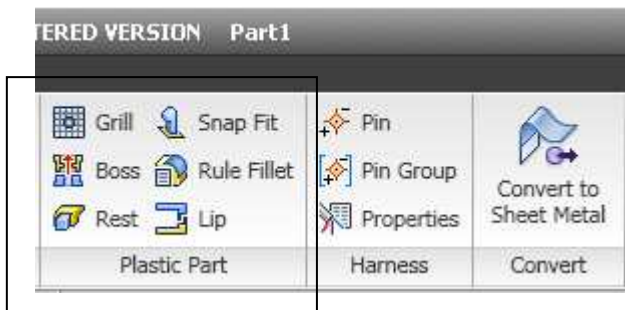 TERED VERSION Part1
Grill Snap Fit Pin
Boss Rule Fillet Pin Group
Rest Lip Properties
Convert to
Sheet Metal
Plastic Part Harness Convert